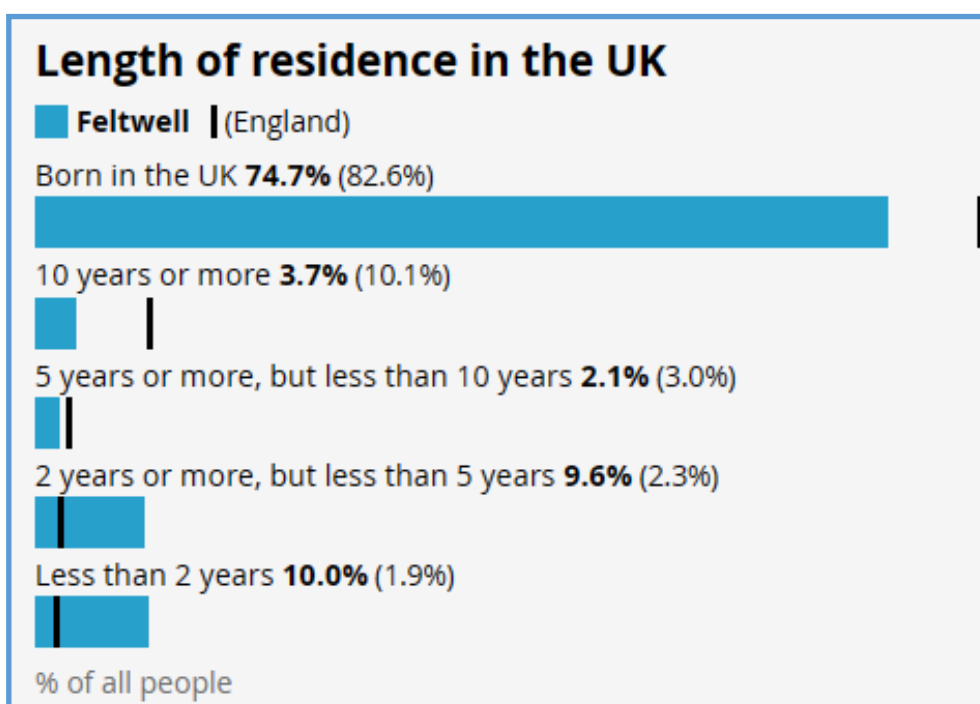 Length of residence in the UK
Feltwell (England)
Born in the UK 74.7% (82.6%)
10 years or more 3.7% (10.1%)
5 years or more, but less than 10 years 2.1% (3.0%)
2 years or more, but less than 5 years 9.6% (2.3%)
Less than 2 years 10.0% (1.9%)
% of all people